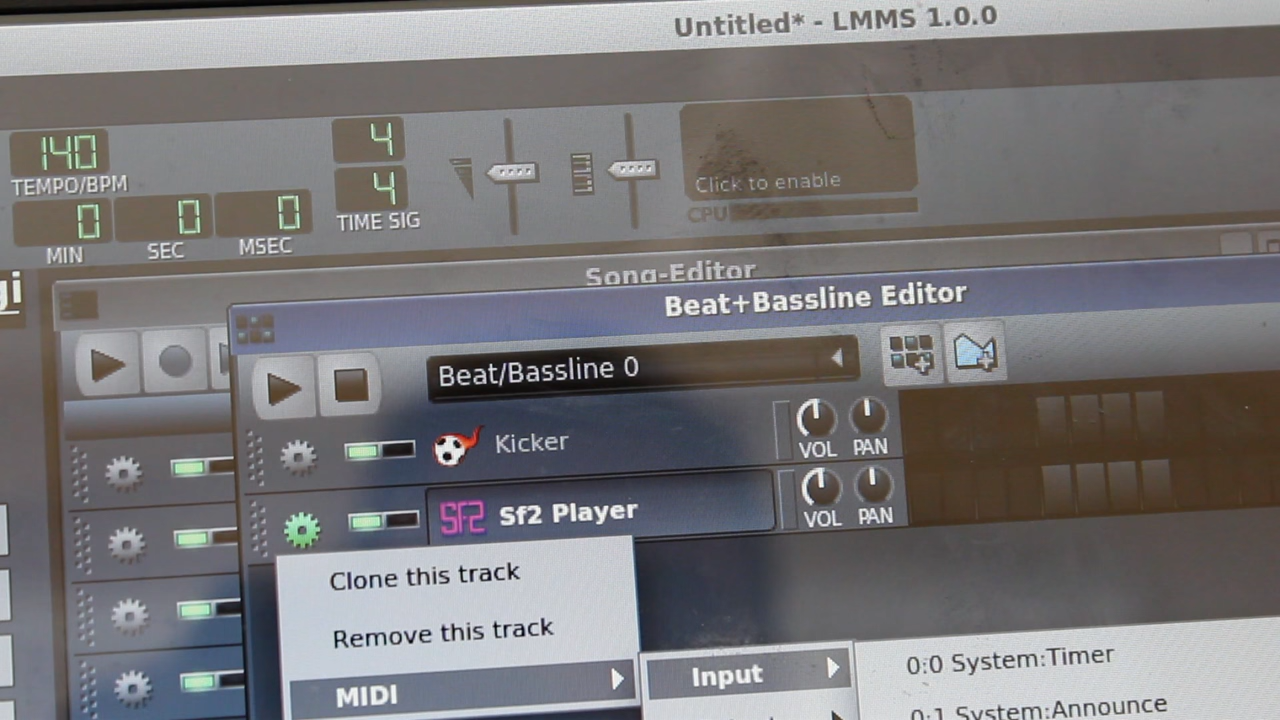 Untitled* - LMMS 1.0.0
140
TEMPO/BPM
4
4
TIME SIG
0
MIN
0
SEC
0
MSEC
Click to enable
CPU
gi
Song-Editor
Beat+Bassline Editor
Beat/Bassline 0
Kicker
VOL PAN
SF2 Sf2 Player
VOL PAN
Clone this track
Remove this track
MIDI
Input
0:0 System:Timer
0:1 System:Announce